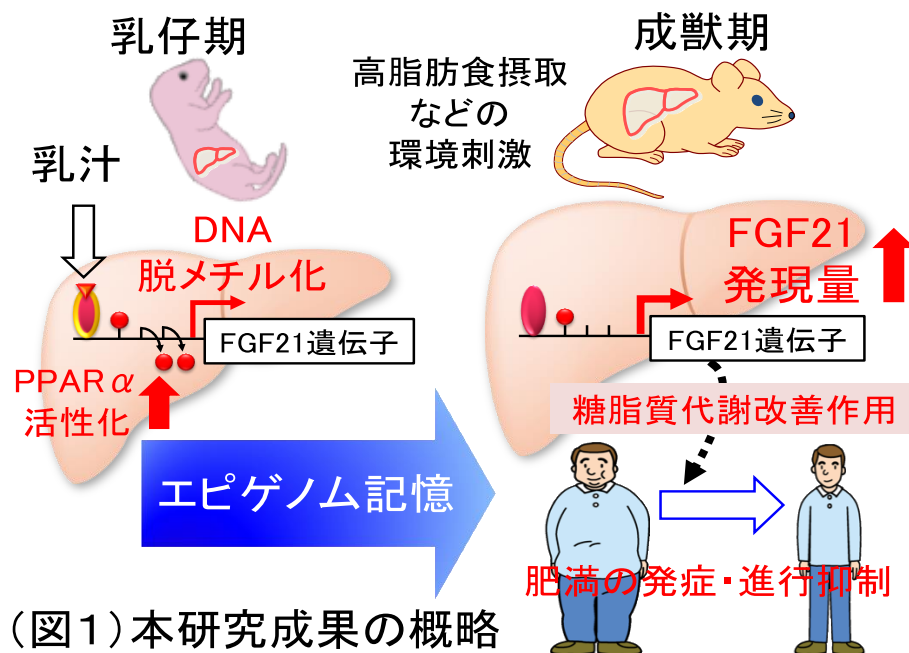 乳仔期
乳汁
DNA
脱メチル化
FGF21遺伝子
PPARα
活性化
エピゲノム記憶
成獣期
高脂肪食摂取
などの
環境刺激
FGF21
発現量
FGF21遺伝子
糖脂質代謝改善作用
肥満の発症・進行抑制
(図1)本研究成果の概略